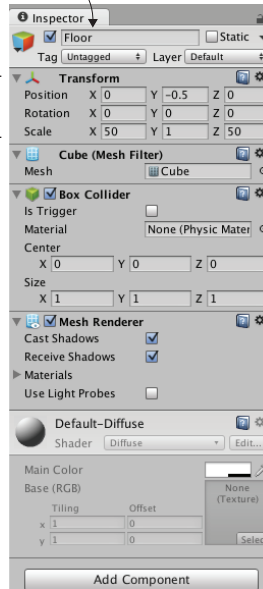 Inspector
Floor Static
Tag Untagged Layer Default
Transform
Position X 0 Y -0.5 Z 0
Rotation X 0 Y 0 Z 0
Scale X 50 Y 1 Z 50
Cube (Mesh Filter)
Mesh Cube
Box Collider
Is Trigger
Material None (Physic Mater
Center
X 0 Y 0 Z 0
Size
X 1 Y 1 Z 1
Mesh Renderer
Cast Shadows
Receive Shadows
Materials
Use Light Probes
Default-Diffuse
Shader Diffuse Edit...
Main Color
Base (RGB) None
(Texture)
Tiling Offset
x 1 0
y 1 0 Selec
Add Component